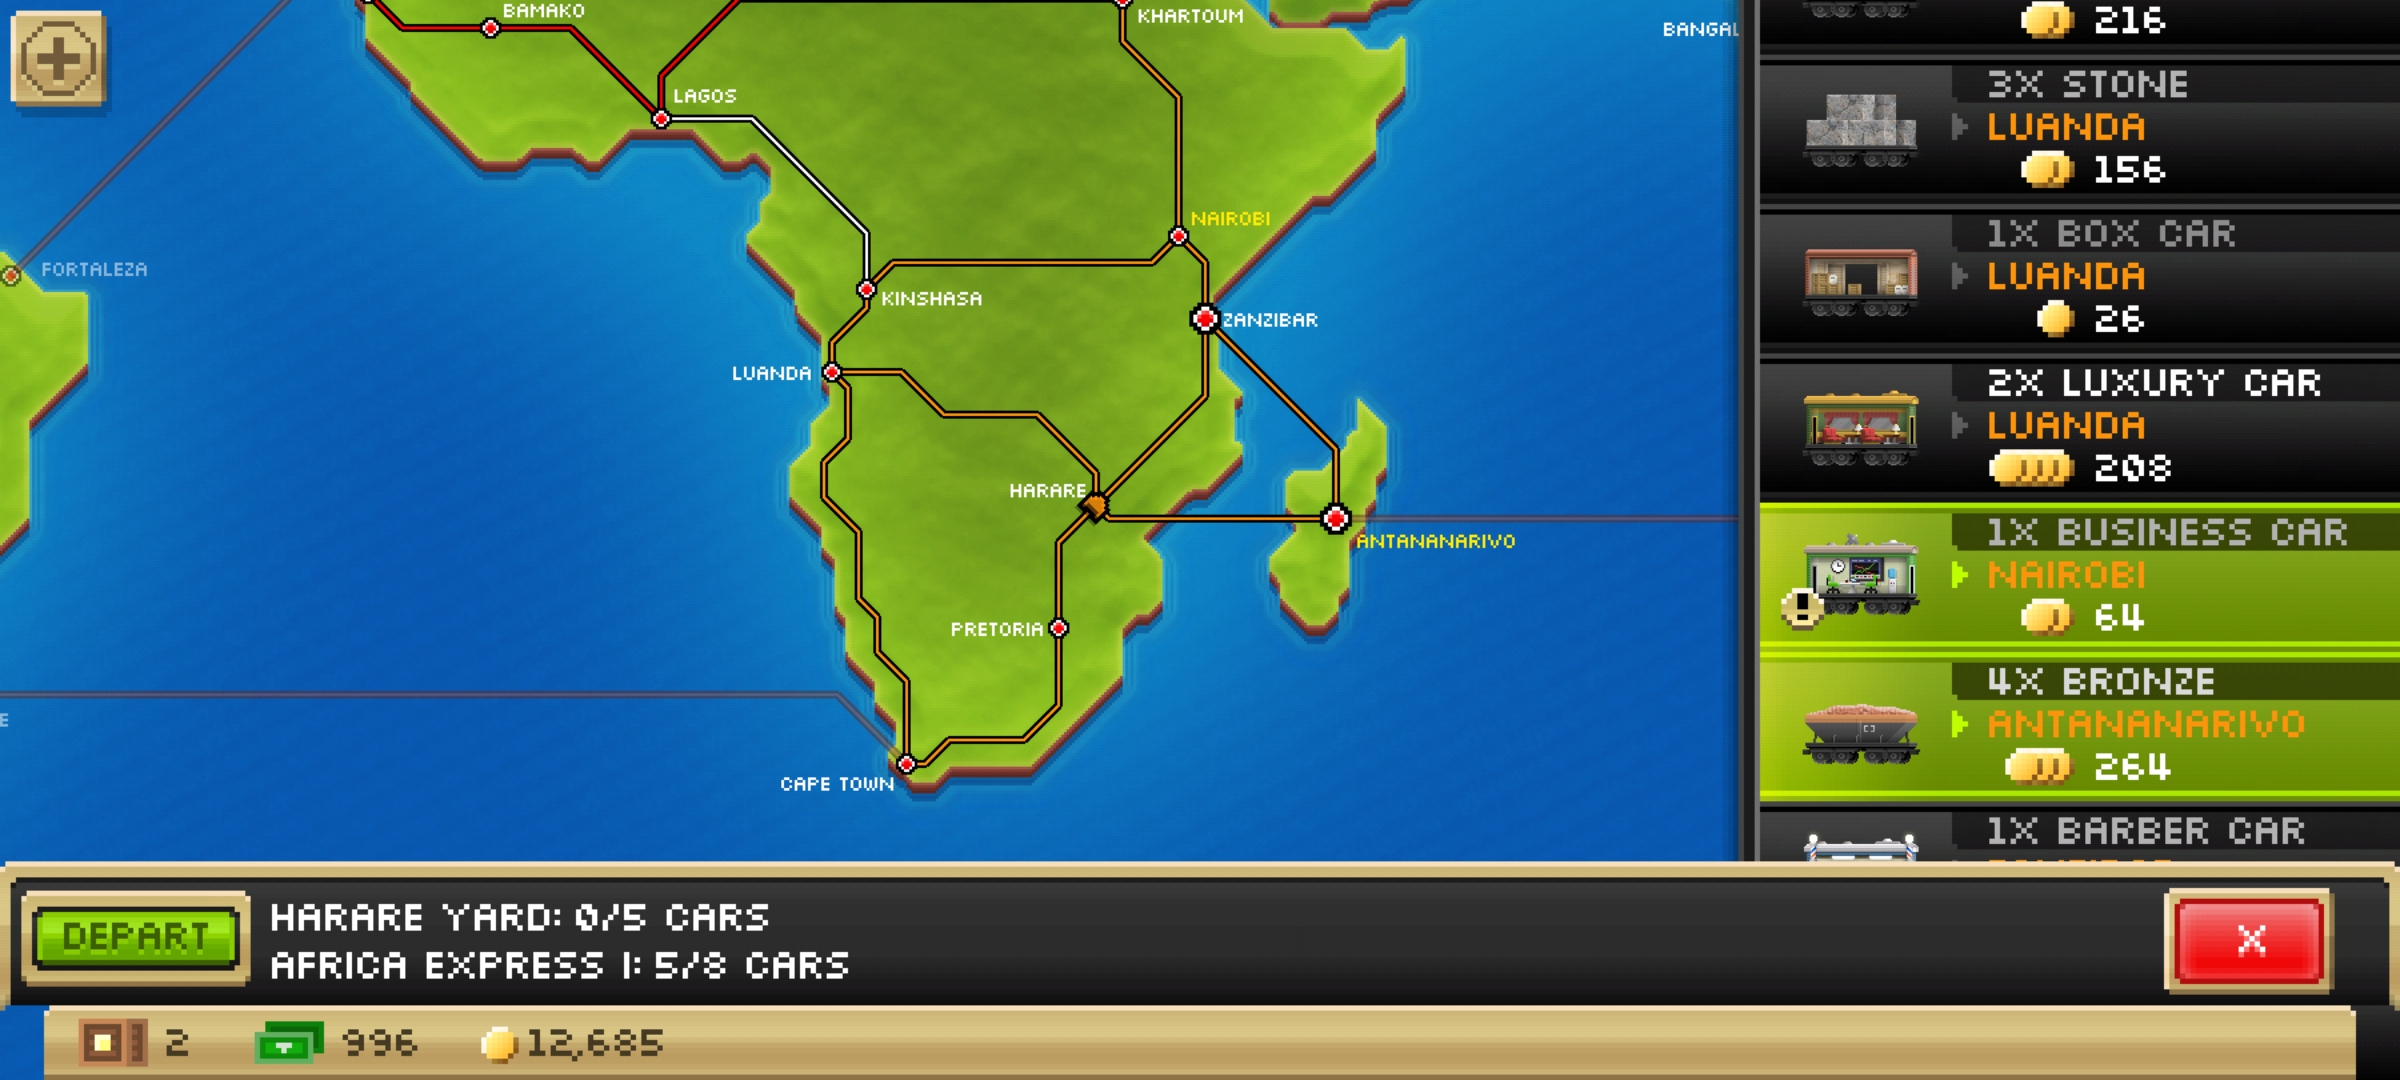 BAMAKO
KHARTOUM
BANGAL
LAGOS
NAIROBI
FORTALEZA
KINSHASA
ZANZIBAR
LUANDA
HARARE
ANTANANARIVO
PRETORIA
E
CAPE TOWN
216
3X STONE
LUANDA
156
1X BOX CAR
LUANDA
26
2X LUXURY CAR
LUANDA
208
1X BUSINESS CAR
NAIROBI
64
4X BRONZE
ANTANANARIVO
264
1X BARBER CAR
DEPART
HARARE YARD: 0/5 CARS
AFRICA EXPRESS I: 5/8 CARS
X
2
996
12,685